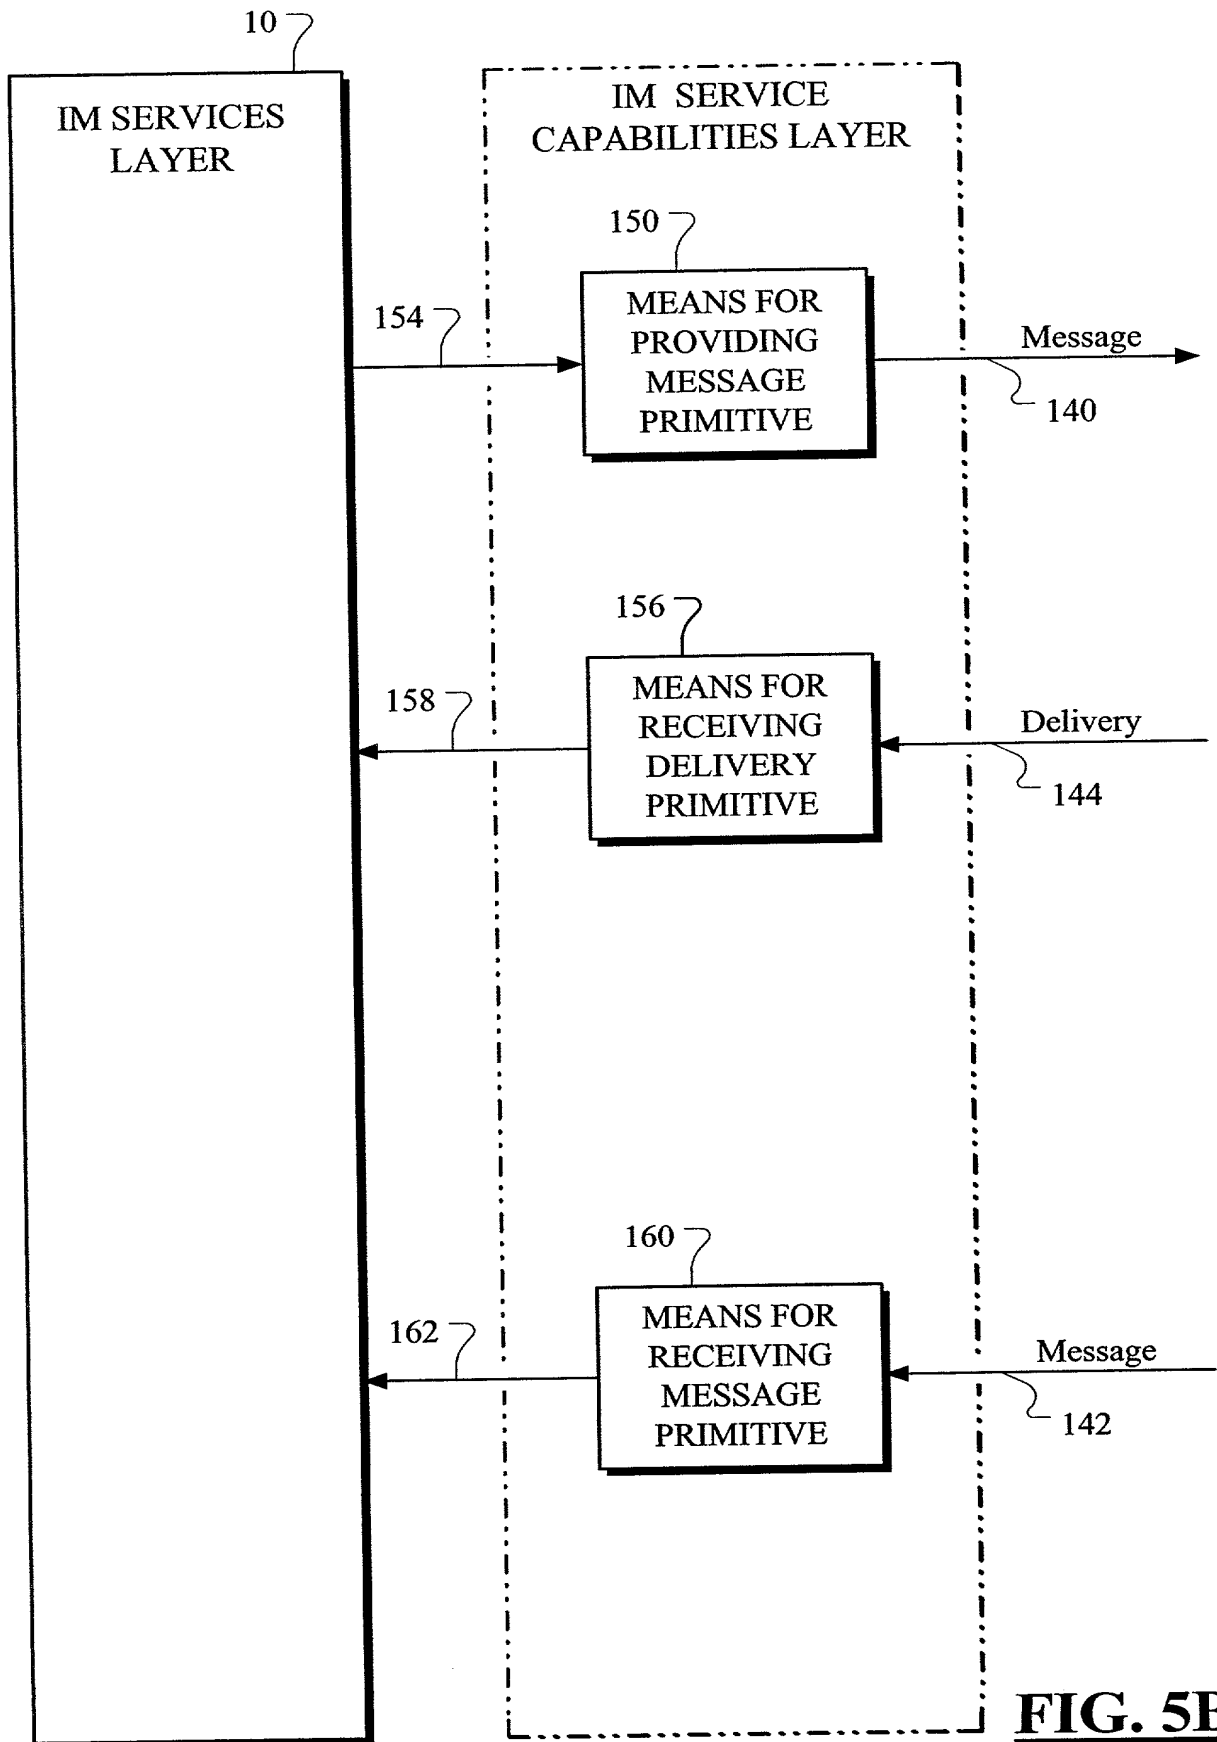 10
IM SERVICES
LAYER
IM SERVICE
CAPABILITIES LAYER
150
MEANS FOR
PROVIDING
MESSAGE
PRIMITIVE
154
Message
140
156
MEANS FOR
RECEIVING
DELIVERY
PRIMITIVE
158
Delivery
144
160
MEANS FOR
RECEIVING
MESSAGE
PRIMITIVE
162
Message
142
FIG. 5B